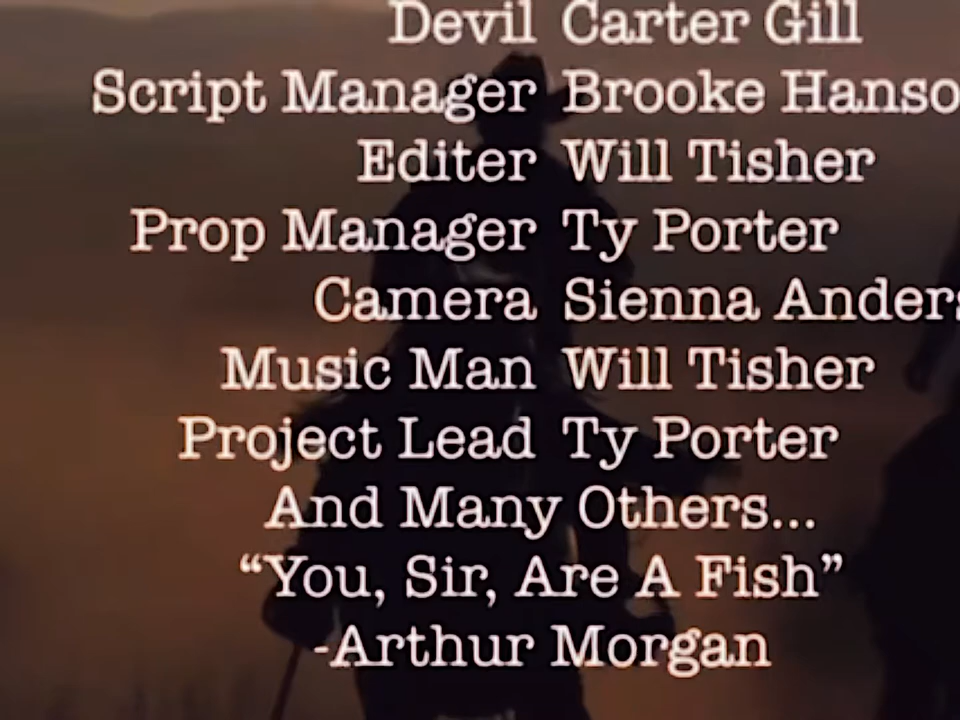 Devil Carter Gill
Script Manager Brooke Hanso
Editer Will Tisher
Prop Manager Ty Porter
Camera Sienna Anders
Music Man Will Tisher
Project Lead Ty Porter
And Many Others...
“You, Sir, Are A Fish”
-Arthur Morgan